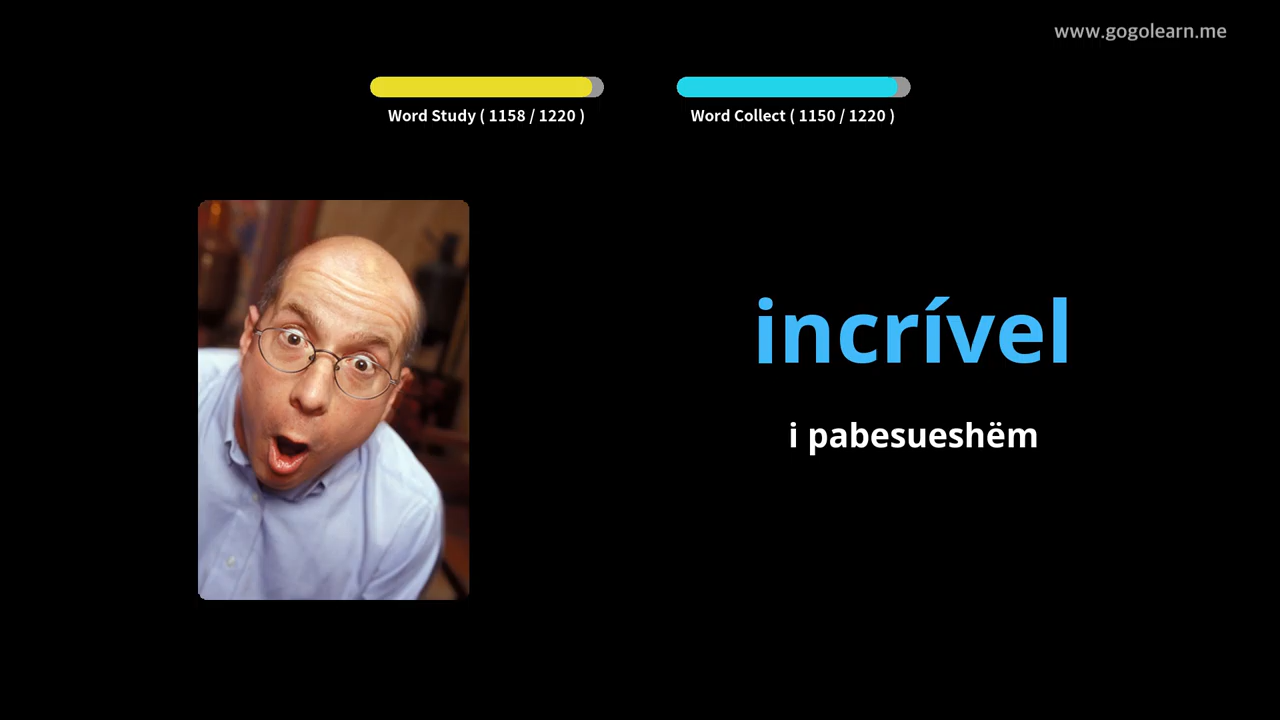 www.gogolearn.me
Word Study ( 1158 / 1220 )
Word Collect ( 1150 / 1220 )
incrível
i pabesueshëm